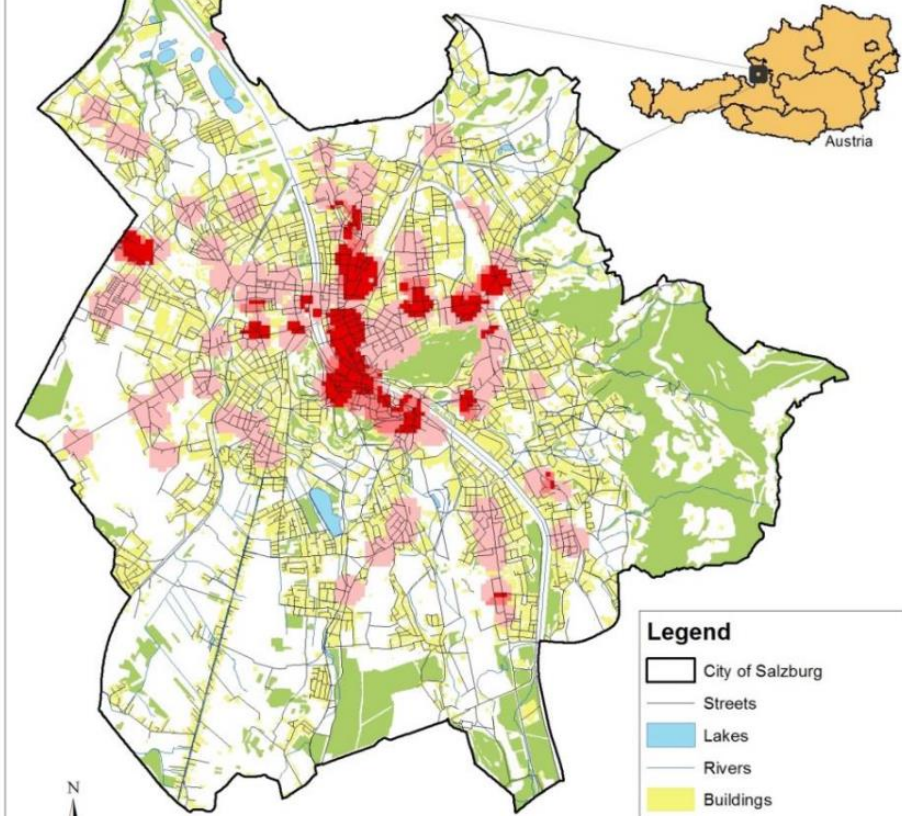 Austria
Legend
City of Salzburg
Streets
Lakes
Rivers
Buildings
N